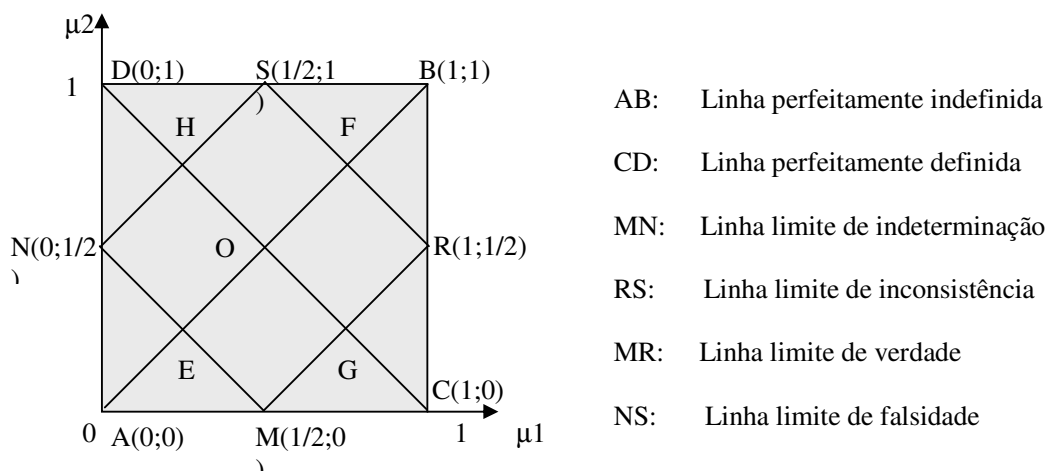 μ2
D(0;1)
S(1/2;1
)
B(1;1)
1
H
F
N(0;1/2
)
O
R(1;1/2)
E
G
C(1;0)
0
A(0;0)
M(1/2;0
)
1
μ1
AB: Linha perfeitamente indefinida
CD: Linha perfeitamente definida
MN: Linha limite de indeterminação
RS: Linha limite de inconsistência
MR: Linha limite de verdade
NS: Linha limite de falsidade